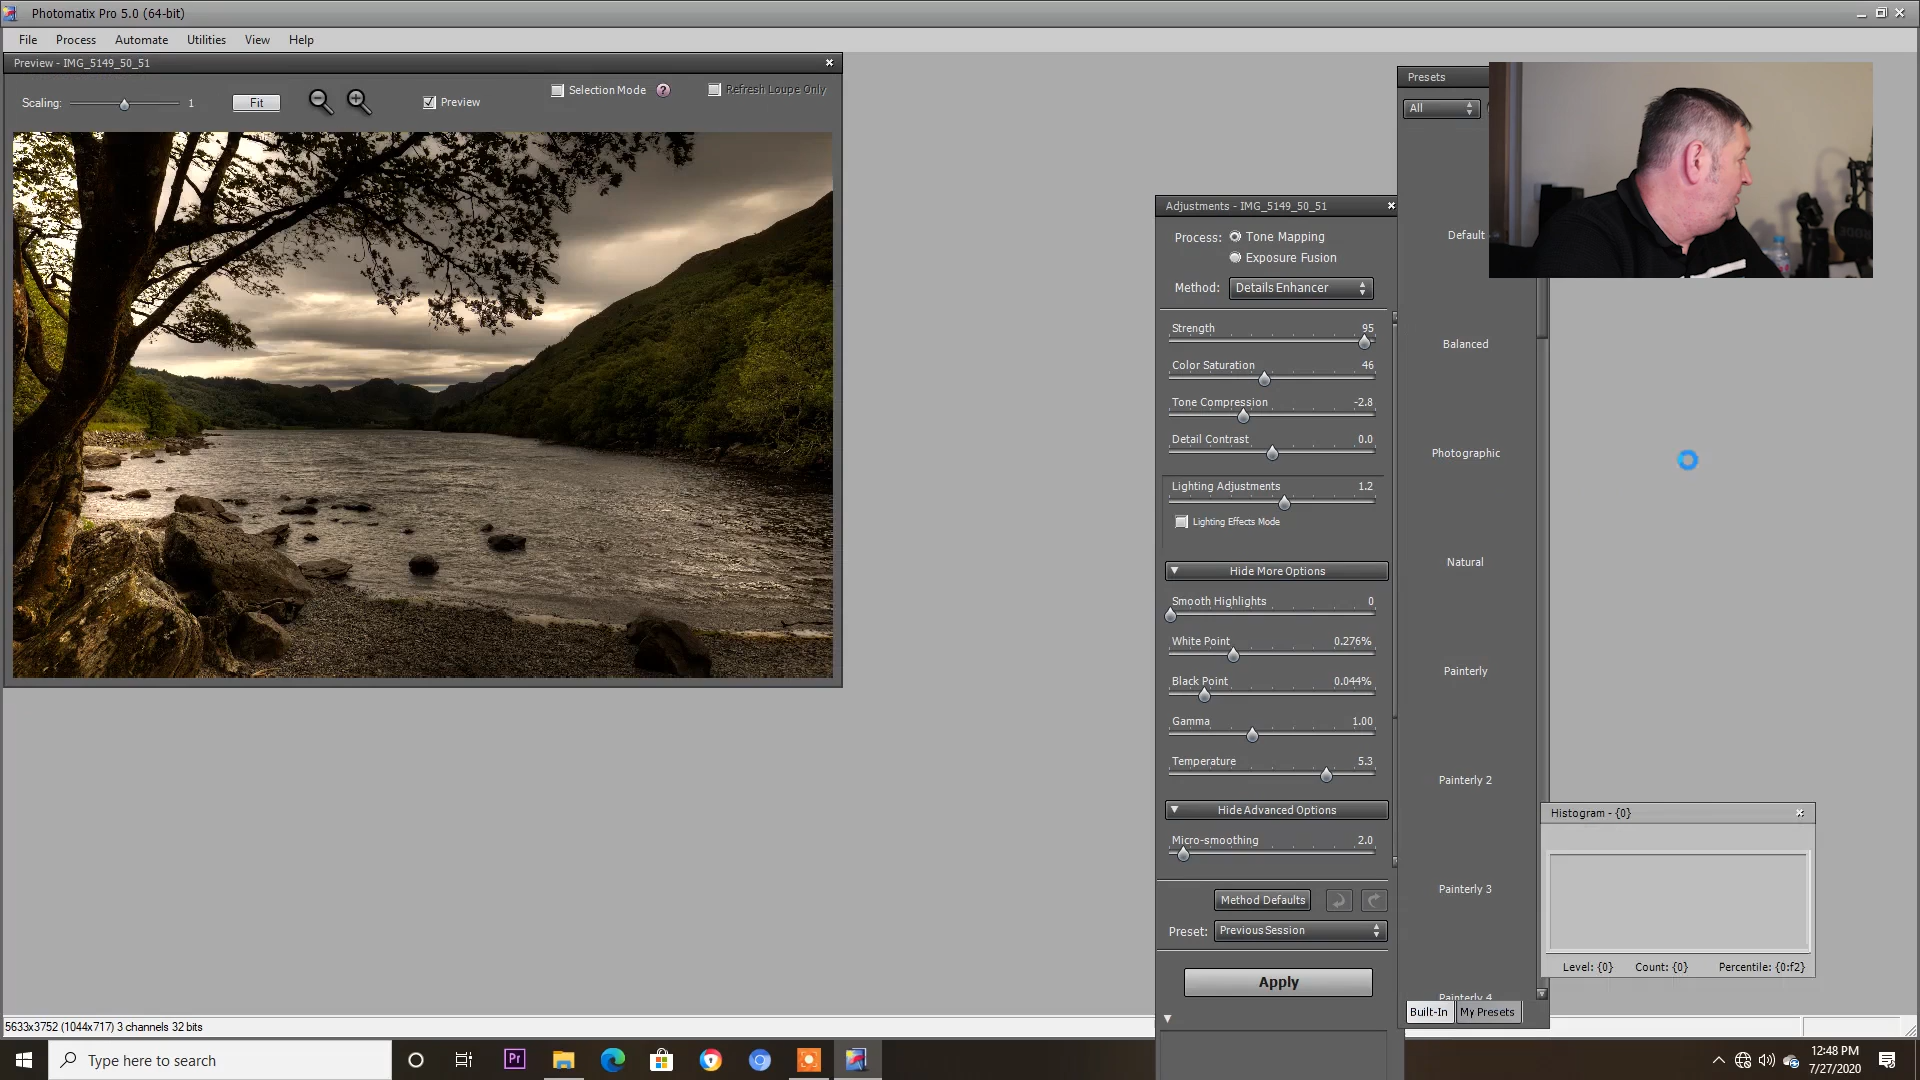 Photomatix Pro 5.0 (64-bit)
File Process Automate Utilities View Help
Preview - IMG_5149_50_51
Scaling: 1 Fit Preview Selection Mode ? Refresh Loupe Only
Presets
All
Default
Balanced
Photographic
Natural
Painterly
Painterly 2
Painterly 3
Painterly 4
Built-In My Presets
Adjustments - IMG_5149_50_51
Process: Tone Mapping
Exposure Fusion
Method: Details Enhancer
Strength 95
Color Saturation 46
Tone Compression -2.8
Detail Contrast 0.0
Lighting Adjustments 1.2
Lighting Effects Mode
Hide More Options
Smooth Highlights 0
White Point 0.276%
Black Point 0.044%
Gamma 1.00
Temperature 5.3
Hide Advanced Options
Micro-smoothing 2.0
Method Defaults
Preset: Previous Session
Apply
Histogram - {0}
Level: {0} Count: {0} Percentile: {0:f2}
5633x3752 (1044x717) 3 channels 32 bits
Type here to search
Pr
12:48 PM
7/27/2020